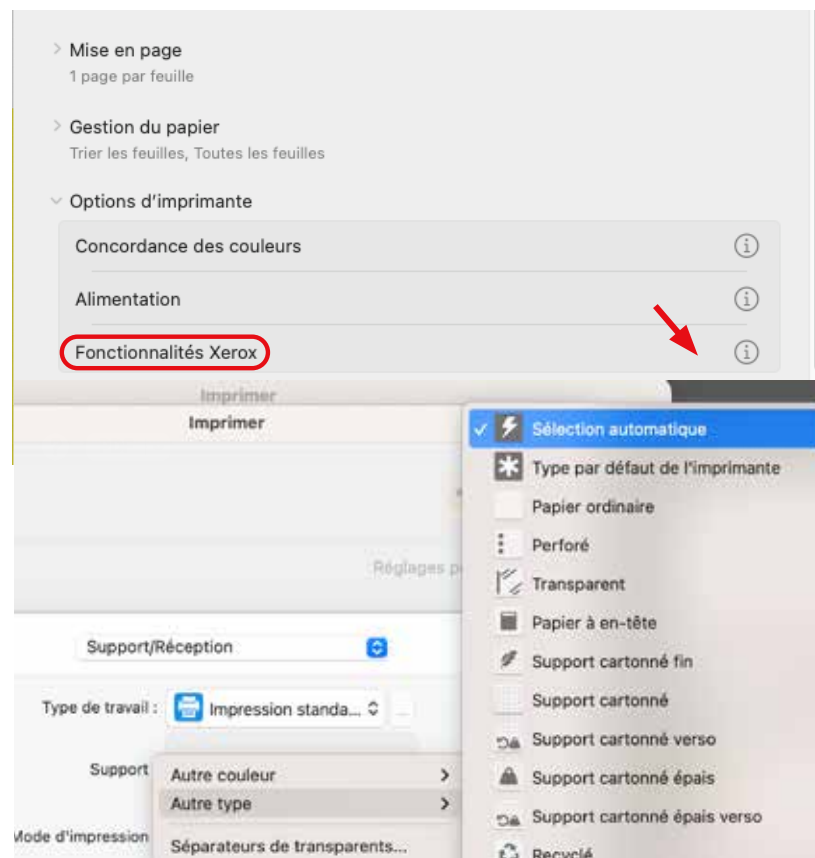 Mise en page
1 page par feuille
Gestion du papier
Trier les feuilles, Toutes les feuilles
Options d'imprimante
Concordance des couleurs
Alimentation
Fonctionnalités Xerox
Imprimer
Imprimer
Réglages p
Support/Réception
Type de travail :
Impression standa...
Support
Autre couleur
Autre type
Mode d'impression
Séparateurs de transparents...
Sélection automatique
Type par défaut de l'imprimante
Papier ordinaire
Perforé
Transparent
Papier à en-tête
Support cartonné fin
Support cartonné
Support cartonné verso
Support cartonné épais
Support cartonné épais verso
Recyclé